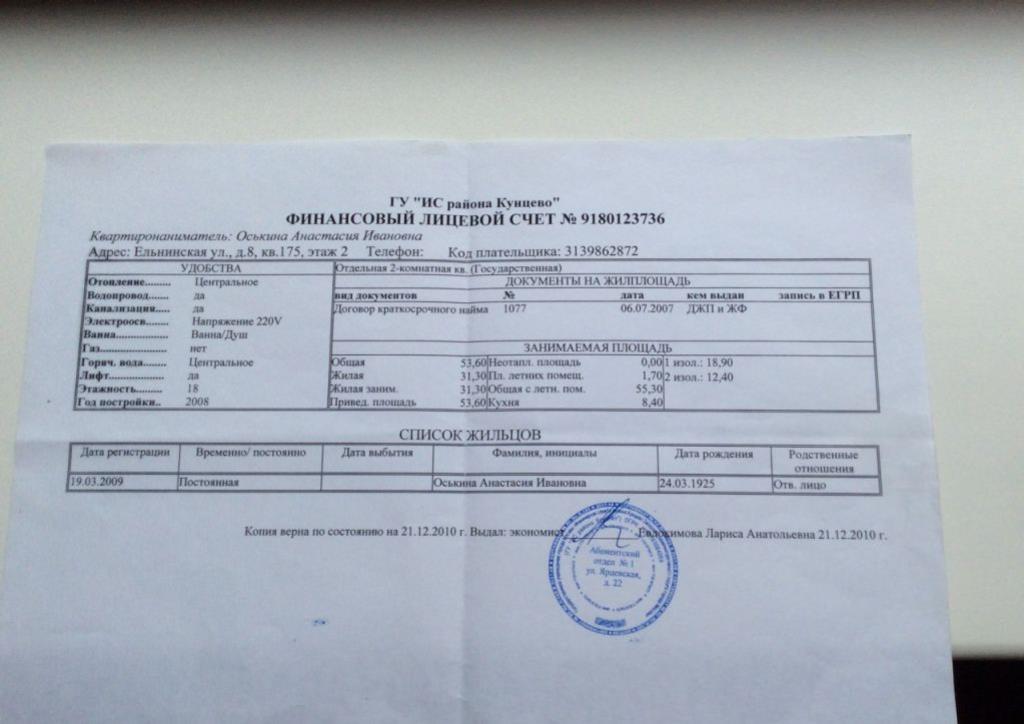 ГУ "ИС района Кунцево"
ФИНАНСОВЫЙ ЛИЦЕВОЙ СЧЕТ № 9180123736
Квартиронаниматель: Оськина Анастасия Ивановна
Адрес: Ельнинская ул., д.8, кв.175, этаж 2 Телефон: Код плательщика: 3139862872
УДОБСТВА
Отопление......... Центральное
Водопровод....... да
Канализация..... да
Электроосв........ Напряжение 220V
Ванна.................. Ванна/Душ
Газ....................... нет
Горяч. вода........ Центральное
Лифт................... да
Этажность......... 18
Год постройки.. 2008
Отдельная 2-комнатная кв. (Государственная)
ДОКУМЕНТЫ НА ЖИЛПЛОЩАДЬ
вид документов № дата кем выдан запись в ЕГРП
Договор краткосрочного найма 1077 06.07.2007 ДЖП и ЖФ
ЗАНИМАЕМАЯ ПЛОЩАДЬ
Общая 53,60 Неотапл. площадь 0,00 1 изол.: 18,90
Жилая 31,30 Пл. летних помещ. 1,70 2 изол.: 12,40
Жилая заним. 31,30 Общая с летн. пом. 55,30
Привед. площадь 53,60 Кухня 8,40
СПИСОК ЖИЛЬЦОВ
Дата регистрации Временно/ постоянно Дата выбытия Фамилия, инициалы Дата рождения Родственные отношения
19.03.2009 Постоянная Оськина Анастасия Ивановна 24.03.1925 Отв. лицо
Копия верна по состоянию на 21.12.2010 г. Выдал: экономист Евдокимова Лариса Анатольевна 21.12.2010 г.
Абонентский
отдел № 1
ул. Ярцевская,
д. 22